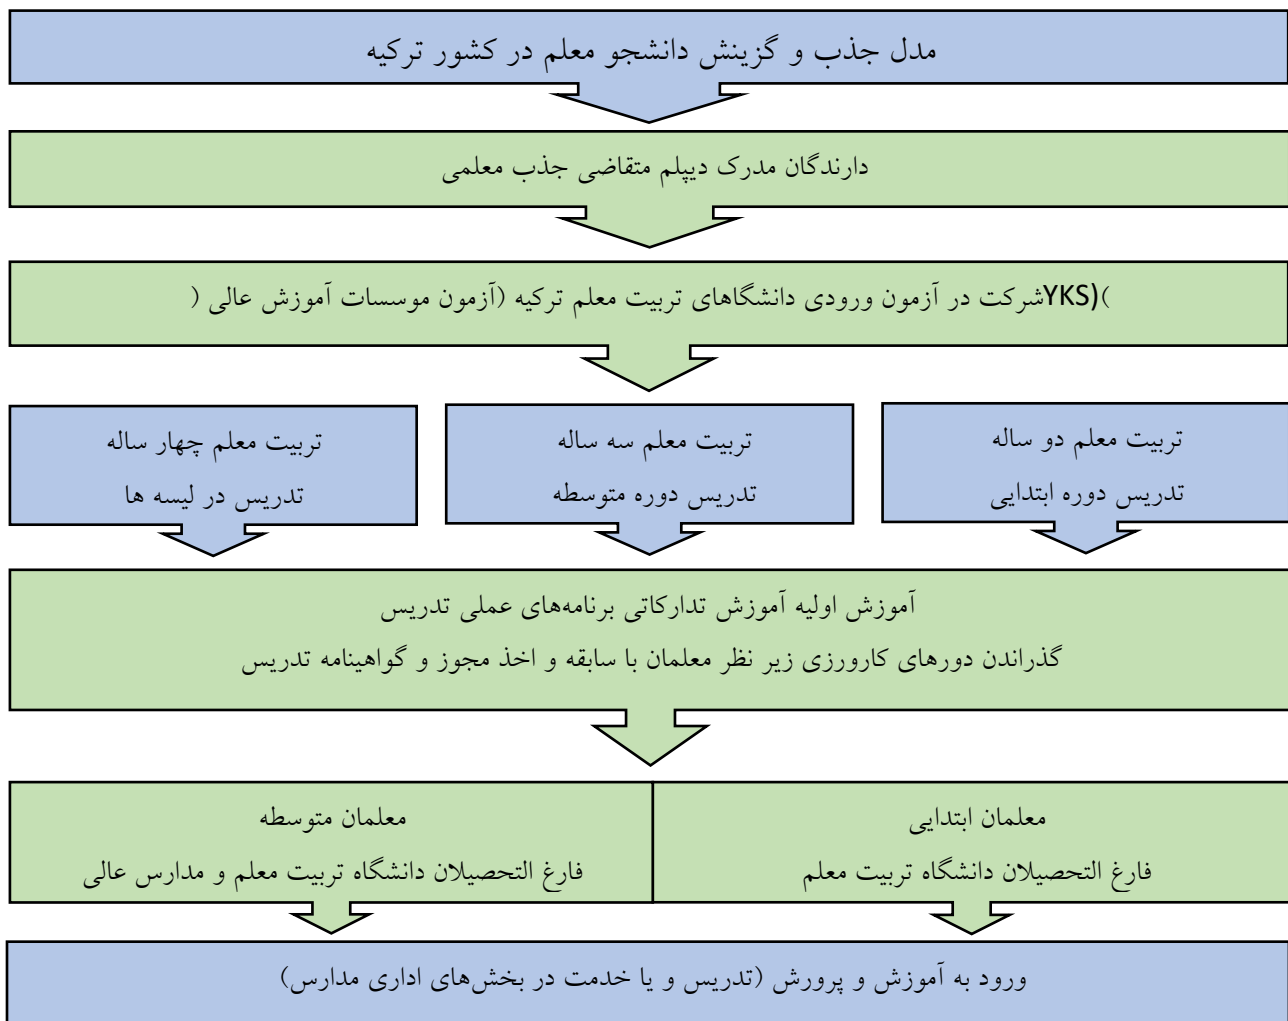 مدل جذب و گزینش دانشجو معلم در کشور ترکیه
دارندگان مدرک دیپلم متقاضی جذب معلمی
)(YKSشرکت در آزمون ورودی دانشگاهای تربیت معلم ترکیه (آزمون موسسات آموزش عالی (
تربیت معلم دو ساله
تدریس دوره ابتدایی
تربیت معلم سه ساله
تدریس دوره متوسطه
تربیت معلم چهار ساله
تدریس در لیسه ها
آموزش اولیه آموزش تدارکاتی برنامه‌های عملی تدریس
گذراندن دورهای کارورزی زیر نظر معلمان با سابقه و اخذ مجوز و گواهینامه تدریس
معلمان ابتدایی
فارغ التحصیلان دانشگاه تربیت معلم
معلمان متوسطه
فارغ التحصیلان دانشگاه تربیت معلم و مدارس عالی
ورود به آموزش و پرورش (تدریس و یا خدمت در بخش‌های اداری مدارس)